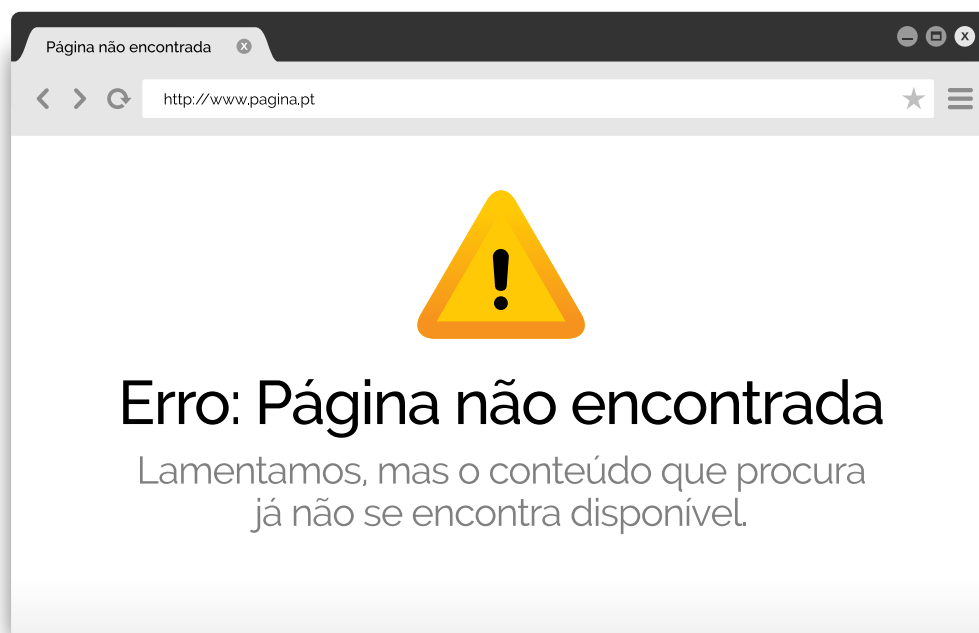 Página não encontrada
http://www.pagina.pt
Erro: Página não encontrada
Lamentamos, mas o conteúdo que procura
já não se encontra disponível.